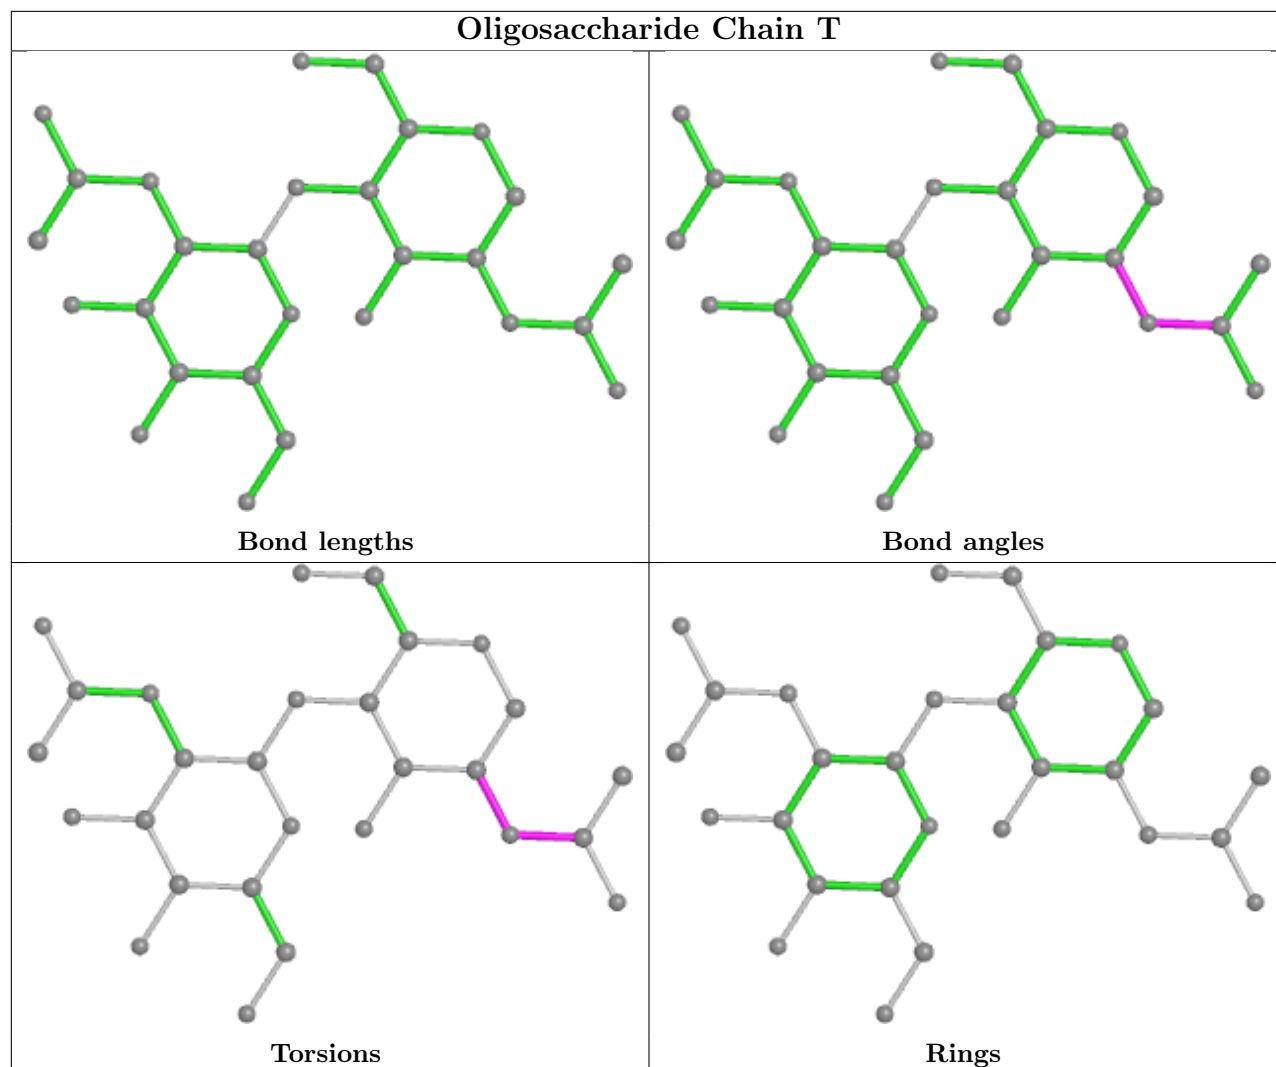 Oligosaccharide Chain T
Bond lengths
Bond angles
Torsions
Rings